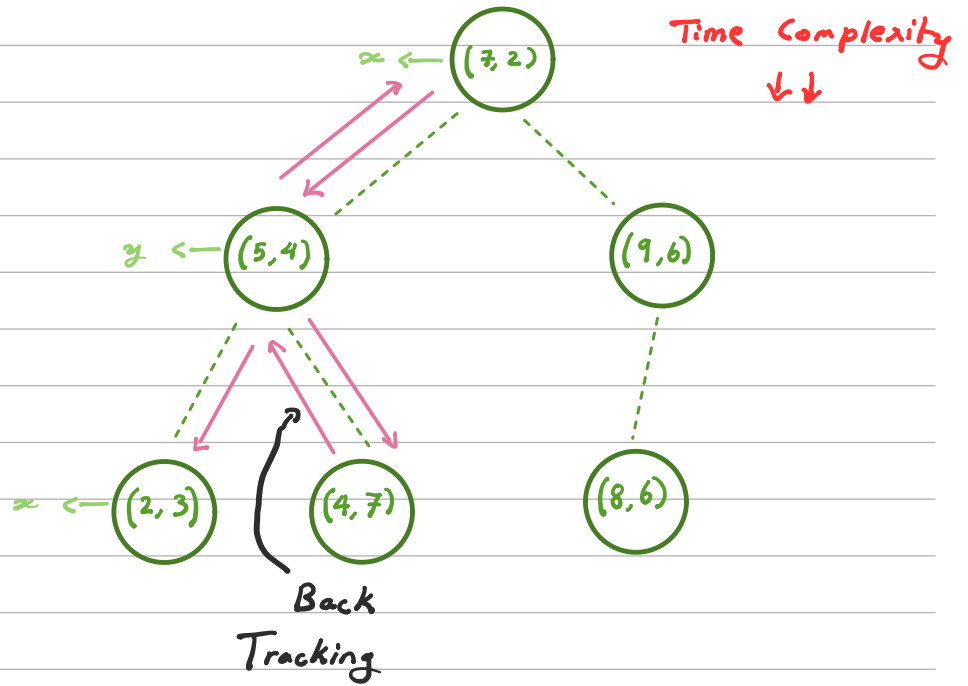 Time Complexity
x (7, 2)
y (5,4)
(9,6)
x (2, 3)
(4, 7)
(8, 6)
Back
Tracking